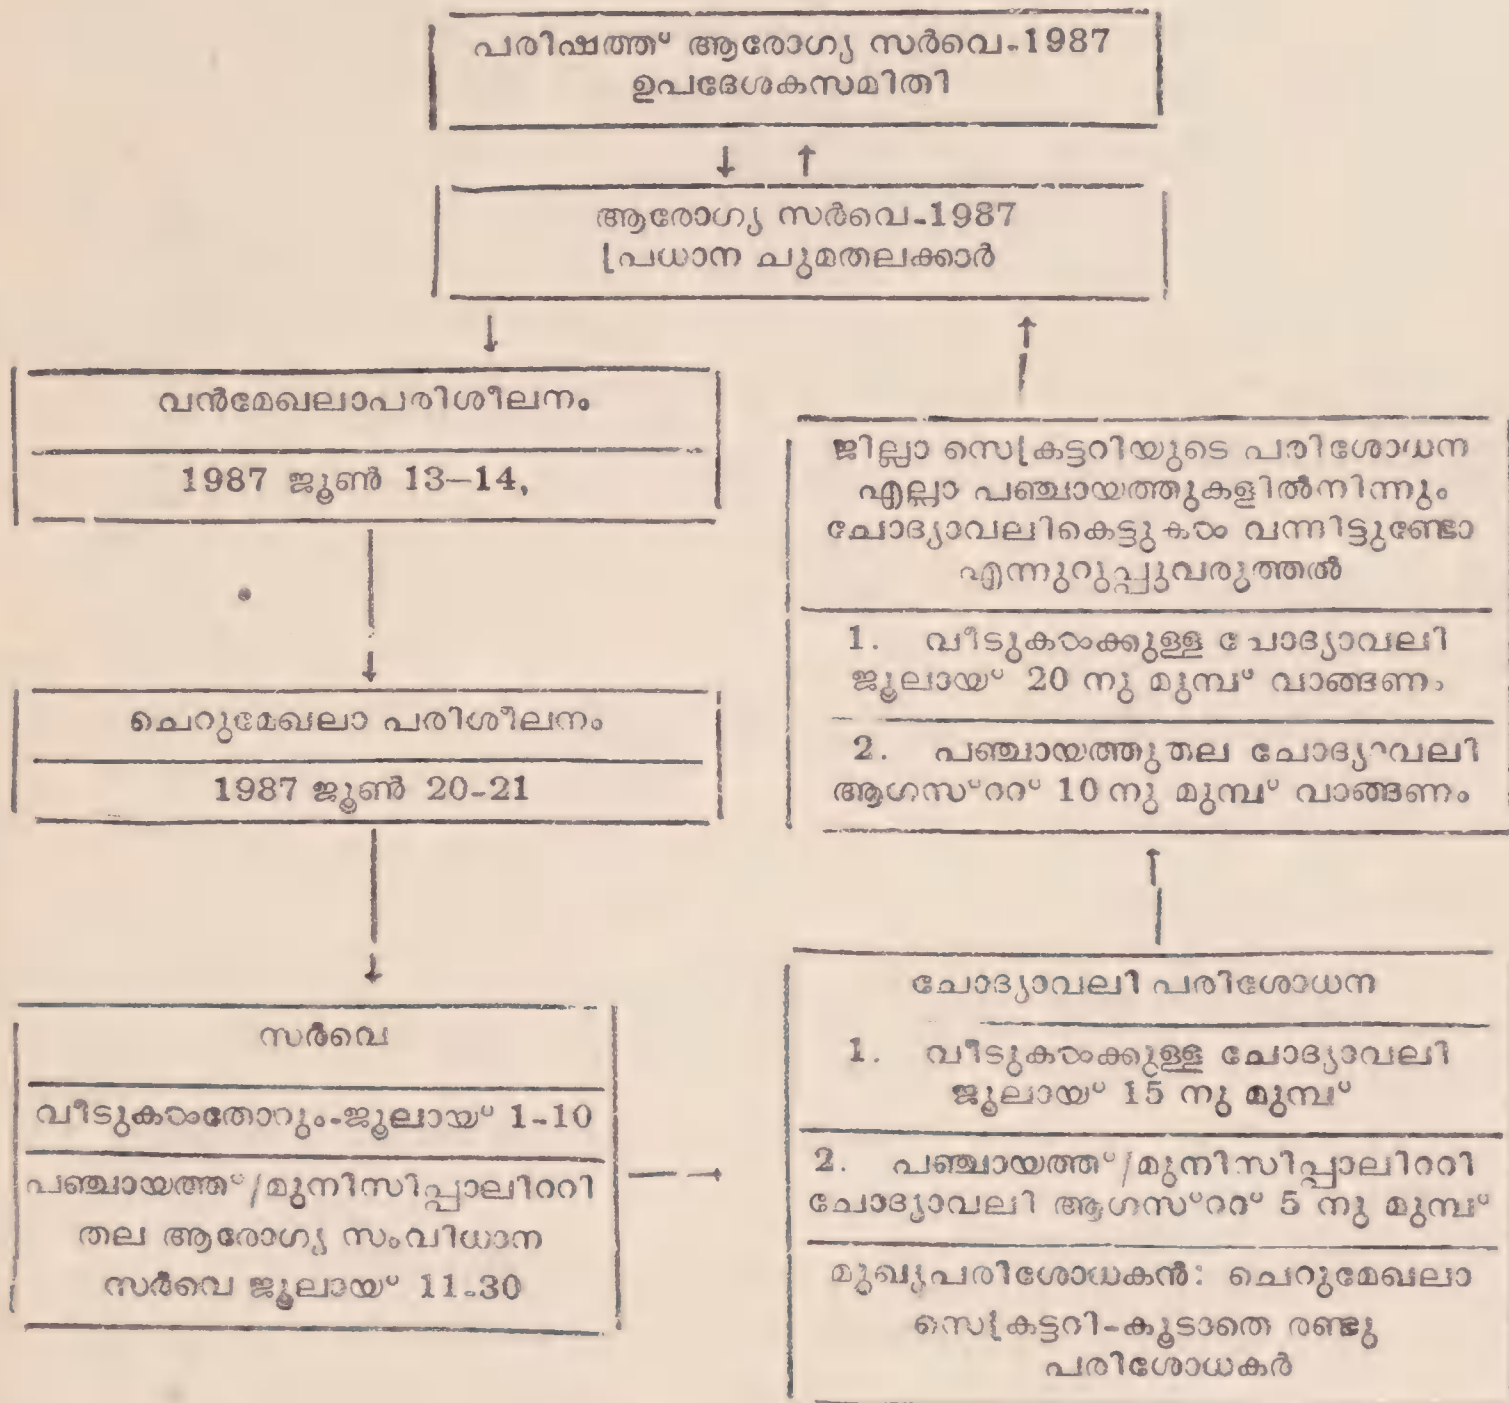 പരിഷത്ത് ആരോഗ്യ സർവെ-1987
ഉപദേശകസമിതി
ആരോഗ്യ സർവെ-1987
പ്രധാന ചുമതലക്കാർ
വൻമേഖലാപരിശീലനം
1987 ജൂൺ 13–14,
ചെറുമേഖലാ പരിശീലനം
1987 ജൂൺ 20-21
സർവെ
വീടുകൾതോറും-ജൂലായ് 1-10
പഞ്ചായത്ത്/മുനിസിപ്പാലിററി
തല ആരോഗ്യ സംവിധാന
സർവെ ജൂലായ് 11-30
ചോദ്യാവലി പരിശോധന
1. വീടുകൾക്കുള്ള ചോദ്യാവലി
ജൂലായ് 15 നു മുമ്പ്
2. പഞ്ചായത്ത്/മുനിസിപ്പാലിററി
ചോദ്യാവലി ആഗസ്ററ് 5 നു മുമ്പ്
മുഖ്യപരിശോധകൻ: ചെറുമേഖലാ
സെക്രട്ടറി-കൂടാതെ രണ്ടു
പരിശോധകർ
ജില്ലാ സെക്രട്ടറിയുടെ പരിശോധന
എല്ലാ പഞ്ചായത്തുകളിൽനിന്നും
ചോദ്യാവലികെട്ടുകൾ വന്നിട്ടുണ്ടോ
എന്നുറുപ്പുവരുത്തൽ
1. വീടുകൾക്കുള്ള ചോദ്യാവലി
ജൂലായ് 20 നു മുമ്പ് വാങ്ങണം
2. പഞ്ചായത്തുതല ചോദ്യാവലി
ആഗസ്ററ് 10 നു മുമ്പ് വാങ്ങണം